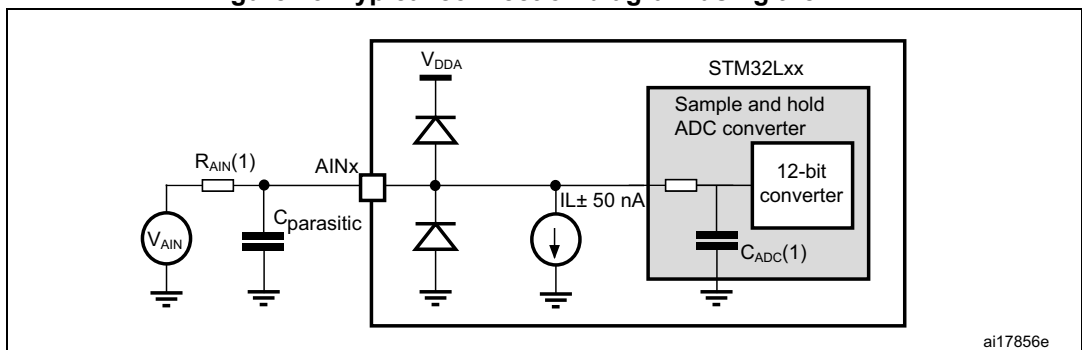 V_DDA
STM32Lxx
Sample and hold
ADC converter
R_AIN(1)
AINx
12-bit
converter
IL± 50 nA
V_AIN
C_parasitic
C_ADC(1)
ai17856e